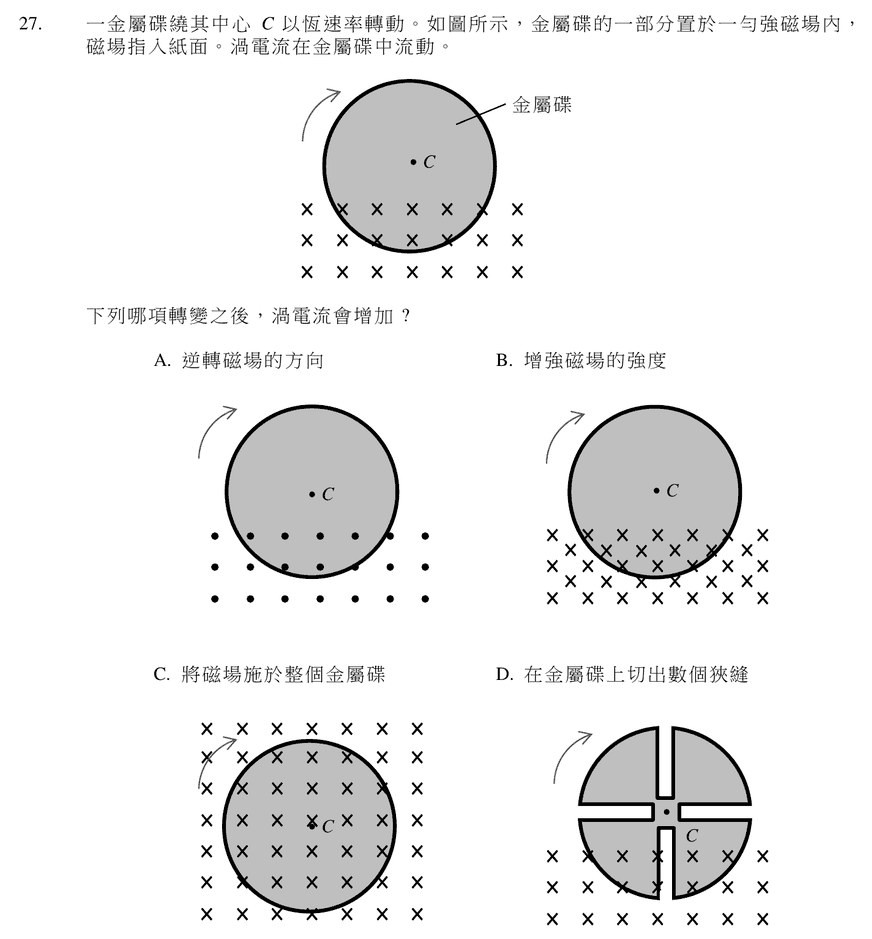 27. 一金屬碟繞其中心 C 以恆速率轉動。如圖所示，金屬碟的一部分置於一勻強磁場內，
磁場指入紙面。渦電流在金屬碟中流動。
金屬碟
C
下列哪項轉變之後，渦電流會增加？
A. 逆轉磁場的方向
B. 增強磁場的強度
C
C
C. 將磁場施於整個金屬碟
D. 在金屬碟上切出數個狹縫
C
C